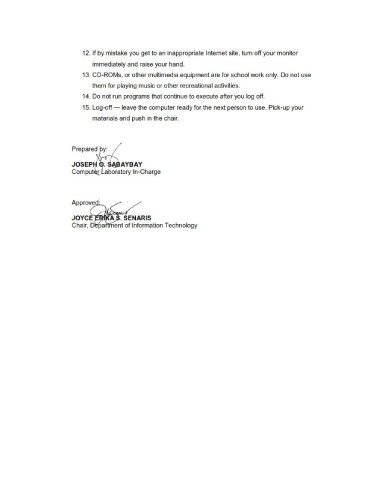 12. If by mistake you get to an inappropriate Internet site, turn off your monitor
immediately and raise your hand.
13. CD-ROMs, or other multimedia equipment are for school work only. Do not use
them for playing music or other recreational activities.
14. Do not run programs that continue to execute after you log off.
15. Log-off — leave the computer ready for the next person to use. Pick-up your
materials and push in the chair.
Prepared by:
JOSEPH O. SABAYBAY
Computer Laboratory In-Charge
Approved:
JOYCE ERIKA S. SENARIS
Chair, Department of Information Technology